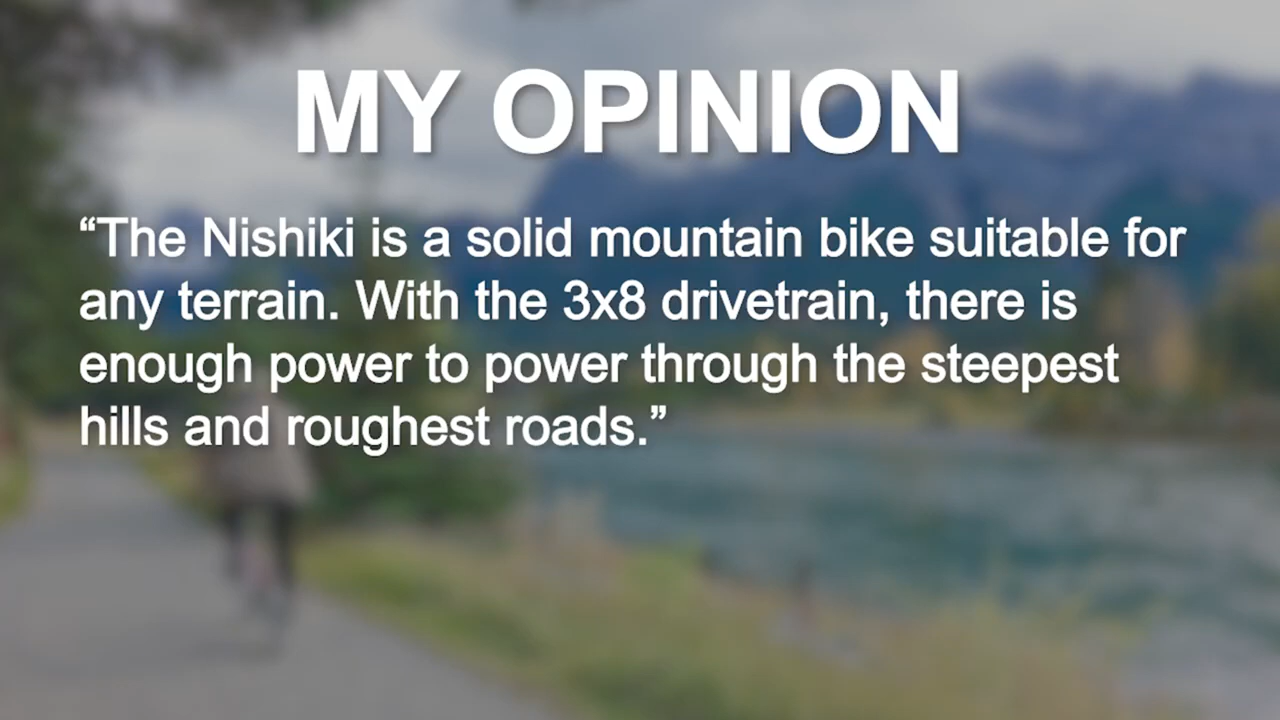 MY OPINION
“The Nishiki is a solid mountain bike suitable for
any terrain. With the 3x8 drivetrain, there is
enough power to power through the steepest
hills and roughest roads.”